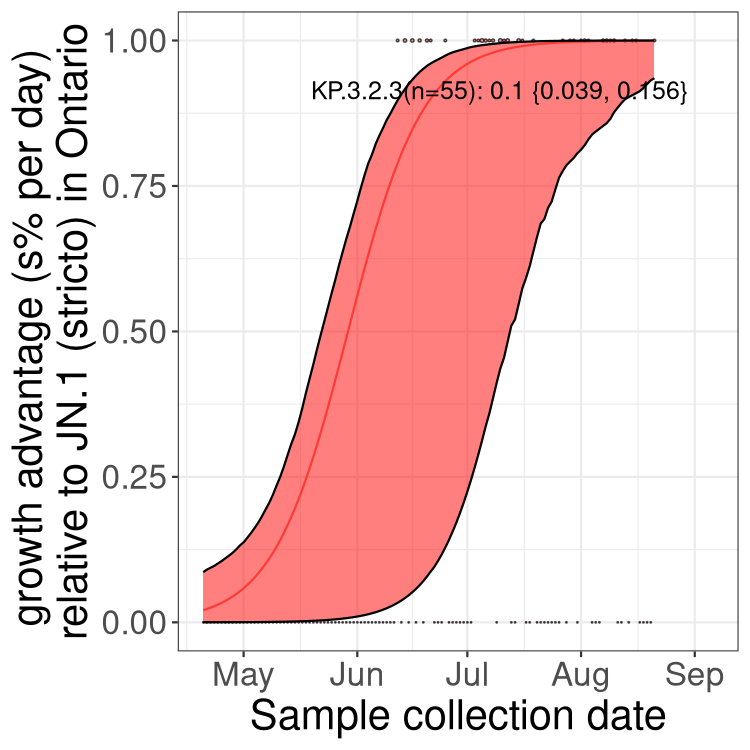 growth advantage (s% per day)
relative to JN.1 (stricto) in Ontario
1.00
0.75
0.50
0.25
0.00
KP.3.2.3(n=55): 0.1 {0.039, 0.156}
May Jun Jul Aug Sep
Sample collection date